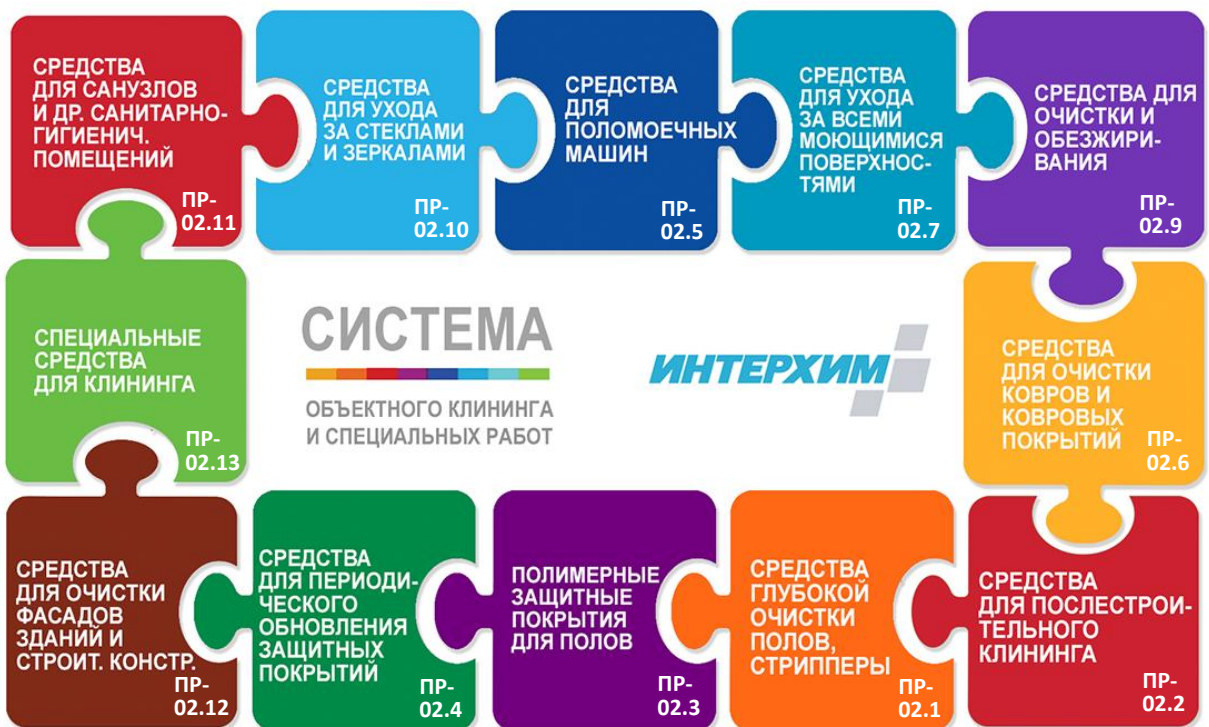 СРЕДСТВА
ДЛЯ САНУЗЛОВ
И ДР. САНИТАРНО-
ГИГИЕНИЧ.
ПОМЕЩЕНИЙ
ПР-
02.11
СРЕДСТВА
ДЛЯ УХОДА
ЗА СТЕКЛАМИ
И ЗЕРКАЛАМИ
ПР-
02.10
СРЕДСТВА
ДЛЯ
ПОЛОМОЕЧНЫХ
МАШИН
ПР-
02.5
СРЕДСТВА
ДЛЯ УХОДА
ЗА ВСЕМИ
МОЮЩИМИСЯ
ПОВЕРХНОС-
ТЯМИ
ПР-
02.7
СРЕДСТВА ДЛЯ
ОЧИСТКИ И
ОБЕЗЖИРИ-
ВАНИЯ
ПР-
02.9
СПЕЦИАЛЬНЫЕ
СРЕДСТВА
ДЛЯ КЛИНИНГА
ПР-
02.13
СИСТЕМА
ОБЪЕКТНОГО КЛИНИНГА
И СПЕЦИАЛЬНЫХ РАБОТ
ИНТЕРХИМ
СРЕДСТВА
ДЛЯ ОЧИСТКИ
КОВРОВ И
КОВРОВЫХ
ПОКРЫТИЙ
ПР-
02.6
СРЕДСТВА
ДЛЯ ОЧИСТКИ
ФАСАДОВ
ЗДАНИЙ И
СТРОИТ. КОНСТР.
ПР-
02.12
СРЕДСТВА
ДЛЯ ПЕРИОДИ-
ЧЕСКОГО
ОБНОВЛЕНИЯ
ЗАЩИТНЫХ
ПОКРЫТИЙ
ПР-
02.4
ПОЛИМЕРНЫЕ
ЗАЩИТНЫЕ
ПОКРЫТИЯ
ДЛЯ ПОЛОВ
ПР-
02.3
СРЕДСТВА
ГЛУБОКОЙ
ОЧИСТКИ
ПОЛОВ,
СТРИППЕРЫ
ПР-
02.1
СРЕДСТВА
ДЛЯ ПОСЛЕСТРОИ-
ТЕЛЬНОГО
КЛИНИНГА
ПР-
02.2